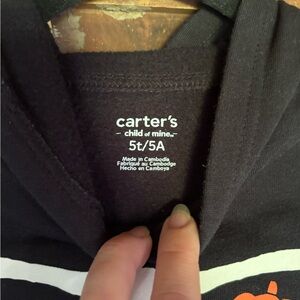 carter's
child of mine
5t/5A
Made in Cambodia
Fabriqué au Cambodge
Hecho en Camboya